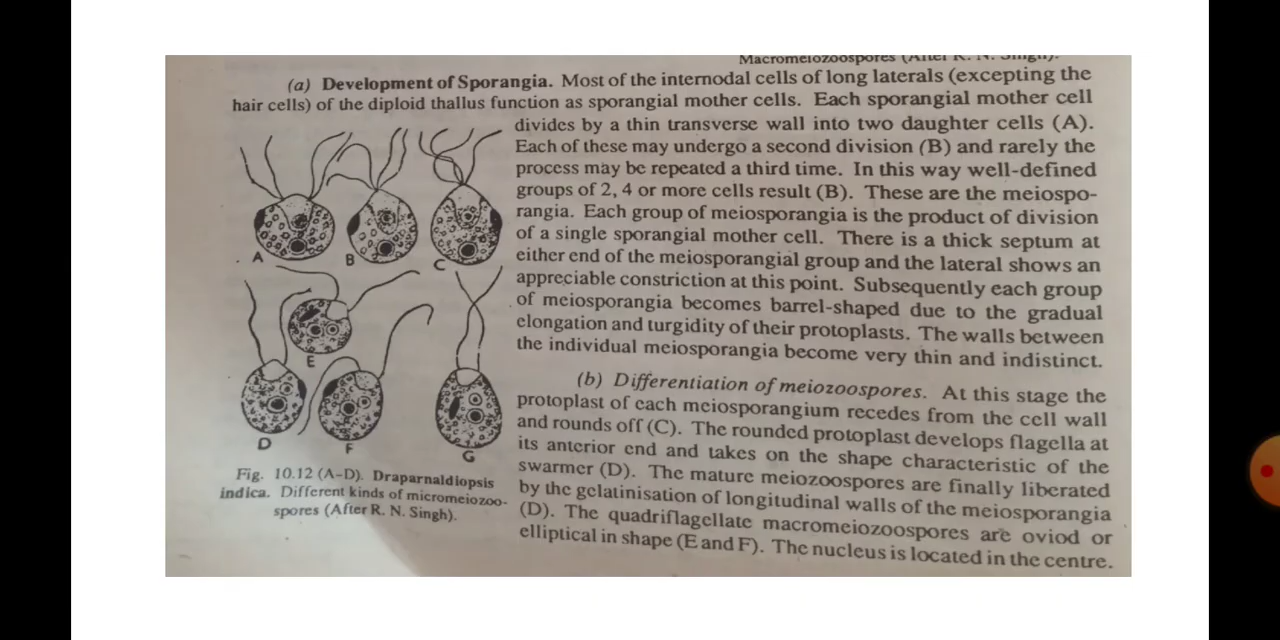 Macromeiozoospores (After R. N. Singh).
(a) Development of Sporangia. Most of the internodal cells of long laterals (excepting the
hair cells) of the diploid thallus function as sporangial mother cells. Each sporangial mother cell
divides by a thin transverse wall into two daughter cells (A).
Each of these may undergo a second division (B) and rarely the
process may be repeated a third time. In this way well-defined
groups of 2, 4 or more cells result (B). These are the meiospo-
rangia. Each group of meiosporangia is the product of division
of a single sporangial mother cell. There is a thick septum at
either end of the meiosporangial group and the lateral shows an
appreciable constriction at this point. Subsequently each group
of meiosporangia becomes barrel-shaped due to the gradual
elongation and turgidity of their protoplasts. The walls between
the individual meiosporangia become very thin and indistinct.
(b) Differentiation of meiozoospores. At this stage the
protoplast of each meiosporangium recedes from the cell wall
and rounds off (C). The rounded protoplast develops flagella at
its anterior end and takes on the shape characteristic of the
swarmer (D). The mature meiozoospores are finally liberated
by the gelatinisation of longitudinal walls of the meiosporangia
(D). The quadriflagellate macromeiozoospores are oviod or
elliptical in shape (E and F). The nucleus is located in the centre.
A
B
C
E
D
F
G
Fig. 10.12 (A–D). Draparnaldiopsis
indica. Different kinds of micromeiozoo-
spores (After R. N. Singh).